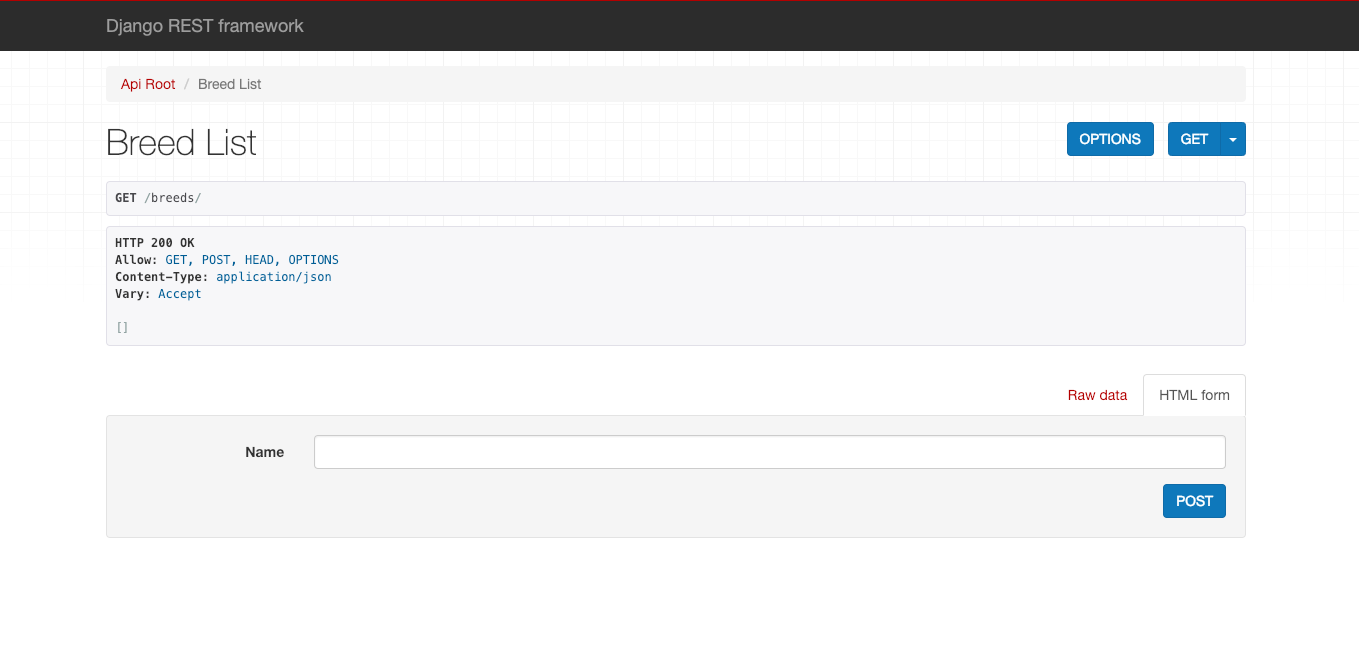 Django REST framework
Api Root / Breed List
Breed List
OPTIONS GET
GET /breeds/
HTTP 200 OK
Allow: GET, POST, HEAD, OPTIONS
Content-Type: application/json
Vary: Accept
[]
Raw data HTML form
Name
POST